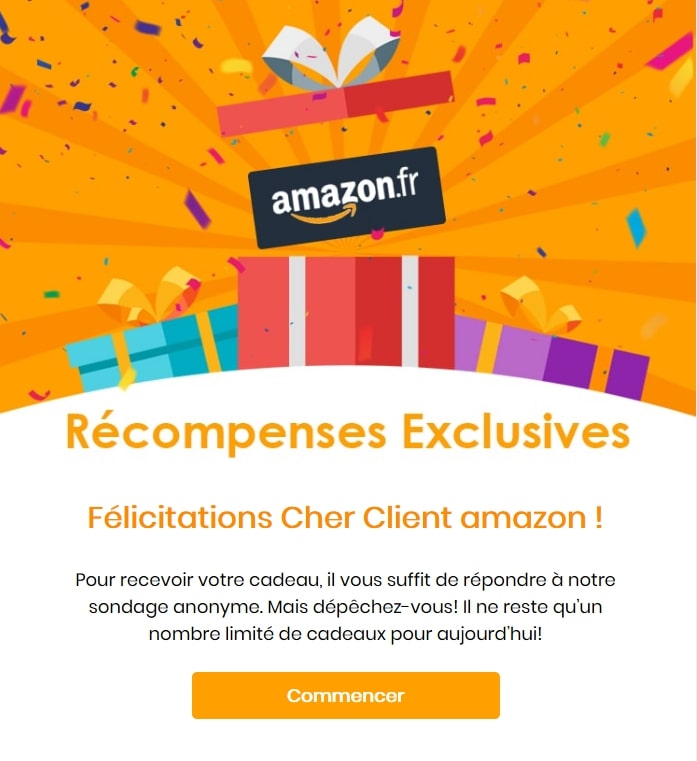 amazon.fr
Récompenses Exclusives
Félicitations Cher Client amazon !
Pour recevoir votre cadeau, il vous suffit de répondre à notre
sondage anonyme. Mais dépêchez-vous! Il ne reste qu'un
nombre limité de cadeaux pour aujourd'hui!
Commencer